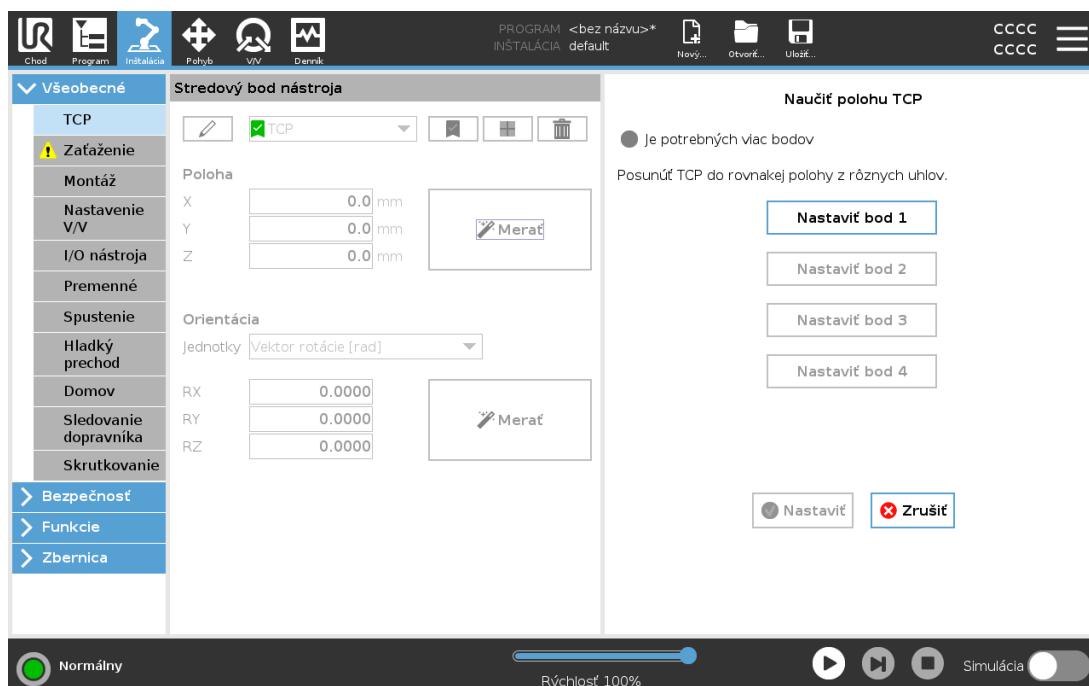 UR
Chod
Program
Inštalácia
Pohyb
V/V
Denník
PROGRAM <bez názvu>*
INŠTALÁCIA default
Nový...
Otvoriť...
Uložiť...
CCCC
CCCC
Všeobecné
TCP
Zaťaženie
Montáž
Nastavenie
V/V
I/O nástroja
Premenné
Spustenie
Hladký
prechod
Domov
Sledovanie
dopravníka
Skrutkovanie
Bezpečnosť
Funkcie
Zbernica
Stredový bod nástroja
TCP
Poloha
X 0.0 mm
Y 0.0 mm
Z 0.0 mm
Merať
Orientácia
Jednotky Vektor rotácie [rad]
RX 0.0000
RY 0.0000
RZ 0.0000
Merať
Naučiť polohu TCP
Je potrebných viac bodov
Posunúť TCP do rovnakej polohy z rôznych uhlov.
Nastaviť bod 1
Nastaviť bod 2
Nastaviť bod 3
Nastaviť bod 4
Nastaviť
Zrušiť
Normálny
Rýchlosť 100%
Simulácia